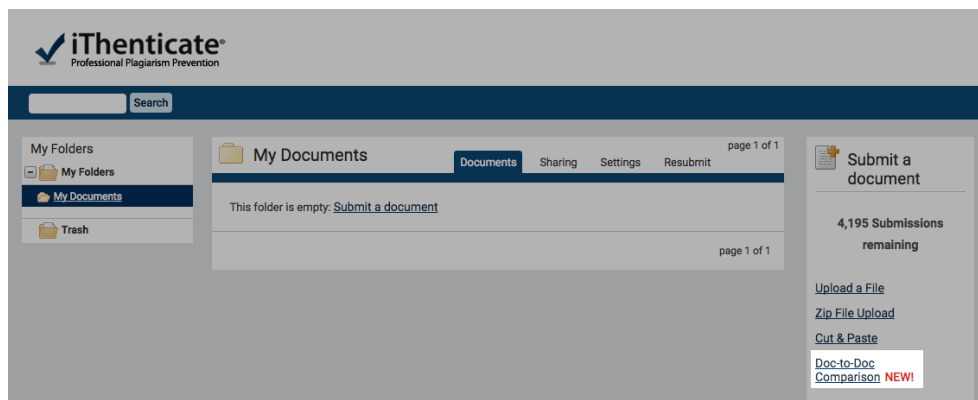 iThenticate®
Professional Plagiarism Prevention
Search
My Folders
My Folders
My Documents
Trash
My Documents
page 1 of 1
Documents Sharing Settings Resubmit
This folder is empty: Submit a document
page 1 of 1
Submit a
document
4,195 Submissions
remaining
Upload a File
Zip File Upload
Cut & Paste
Doc-to-Doc
Comparison NEW!